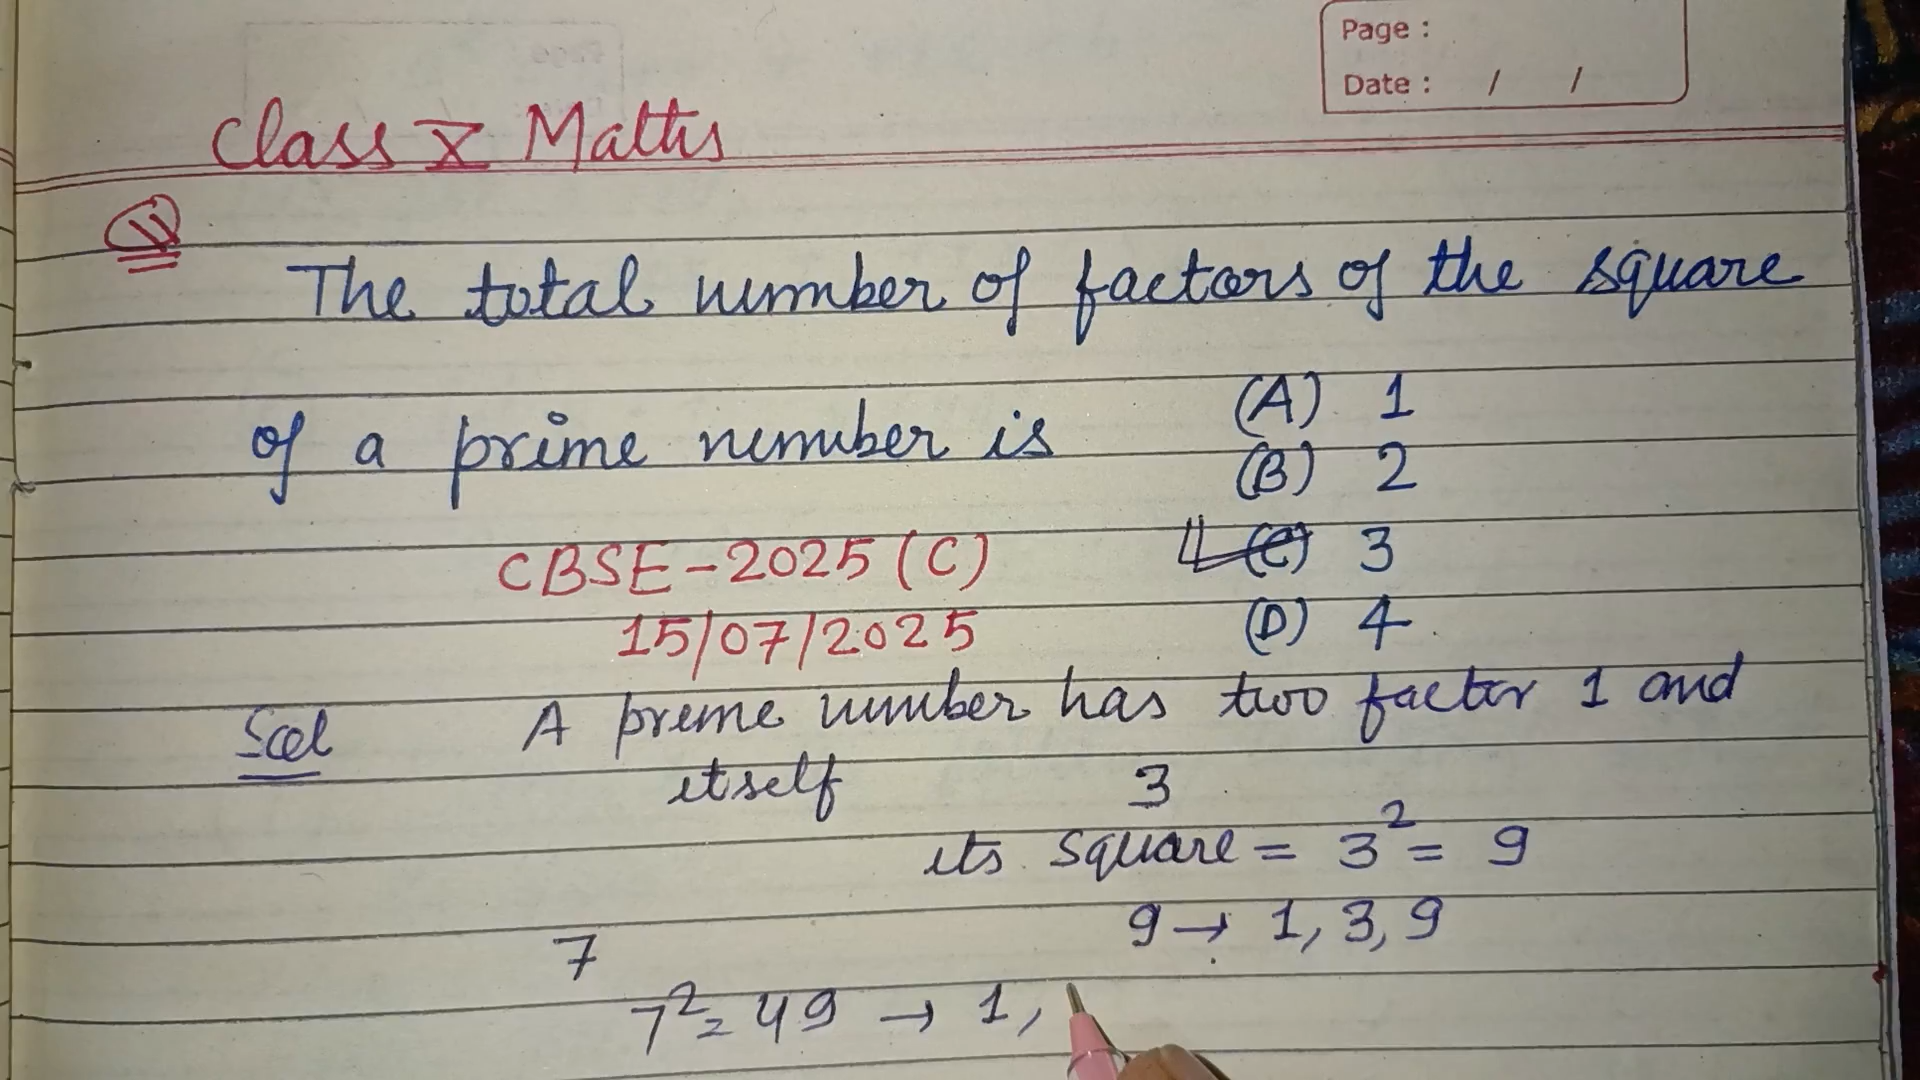 Page :
Date : / /
Class X Maths
Q
The total number of factors of the square
of a prime number is
(A) 1
(B) 2
(C) 3
(D) 4
CBSE-2025 (C)
15/07/2025
Sol A preme number has two factor 1 and
itself
3
its square = 3² = 9
9 → 1, 3, 9
7
7² = 49 → 1,